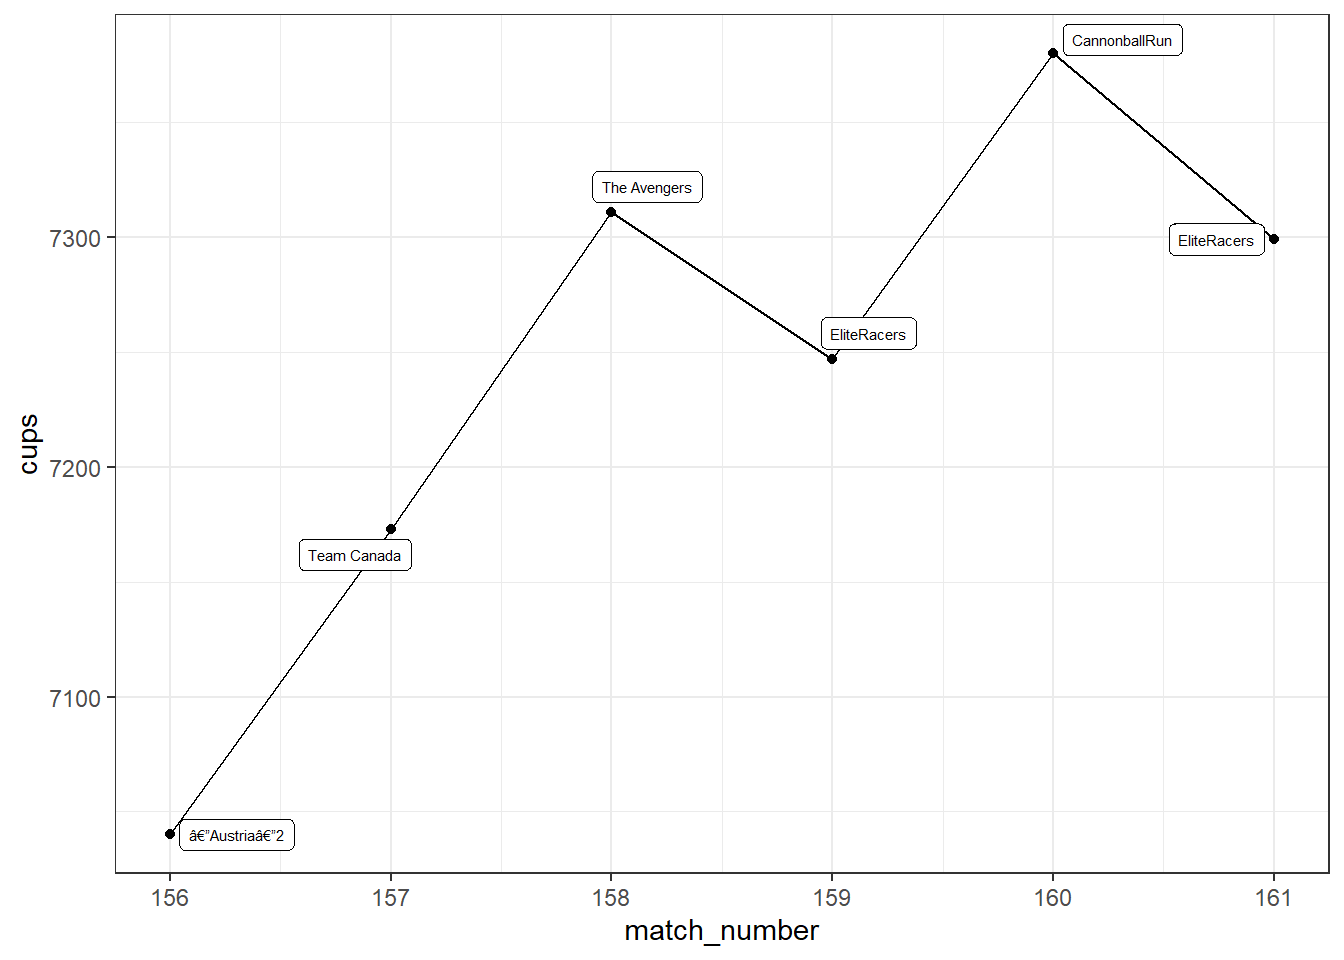 CannonballRun
The Avengers
7300
EliteRacers
EliteRacers
cups
7200
Team Canada
7100
â€”Austriaâ€”2
156 157 158 159 160 161
match_number